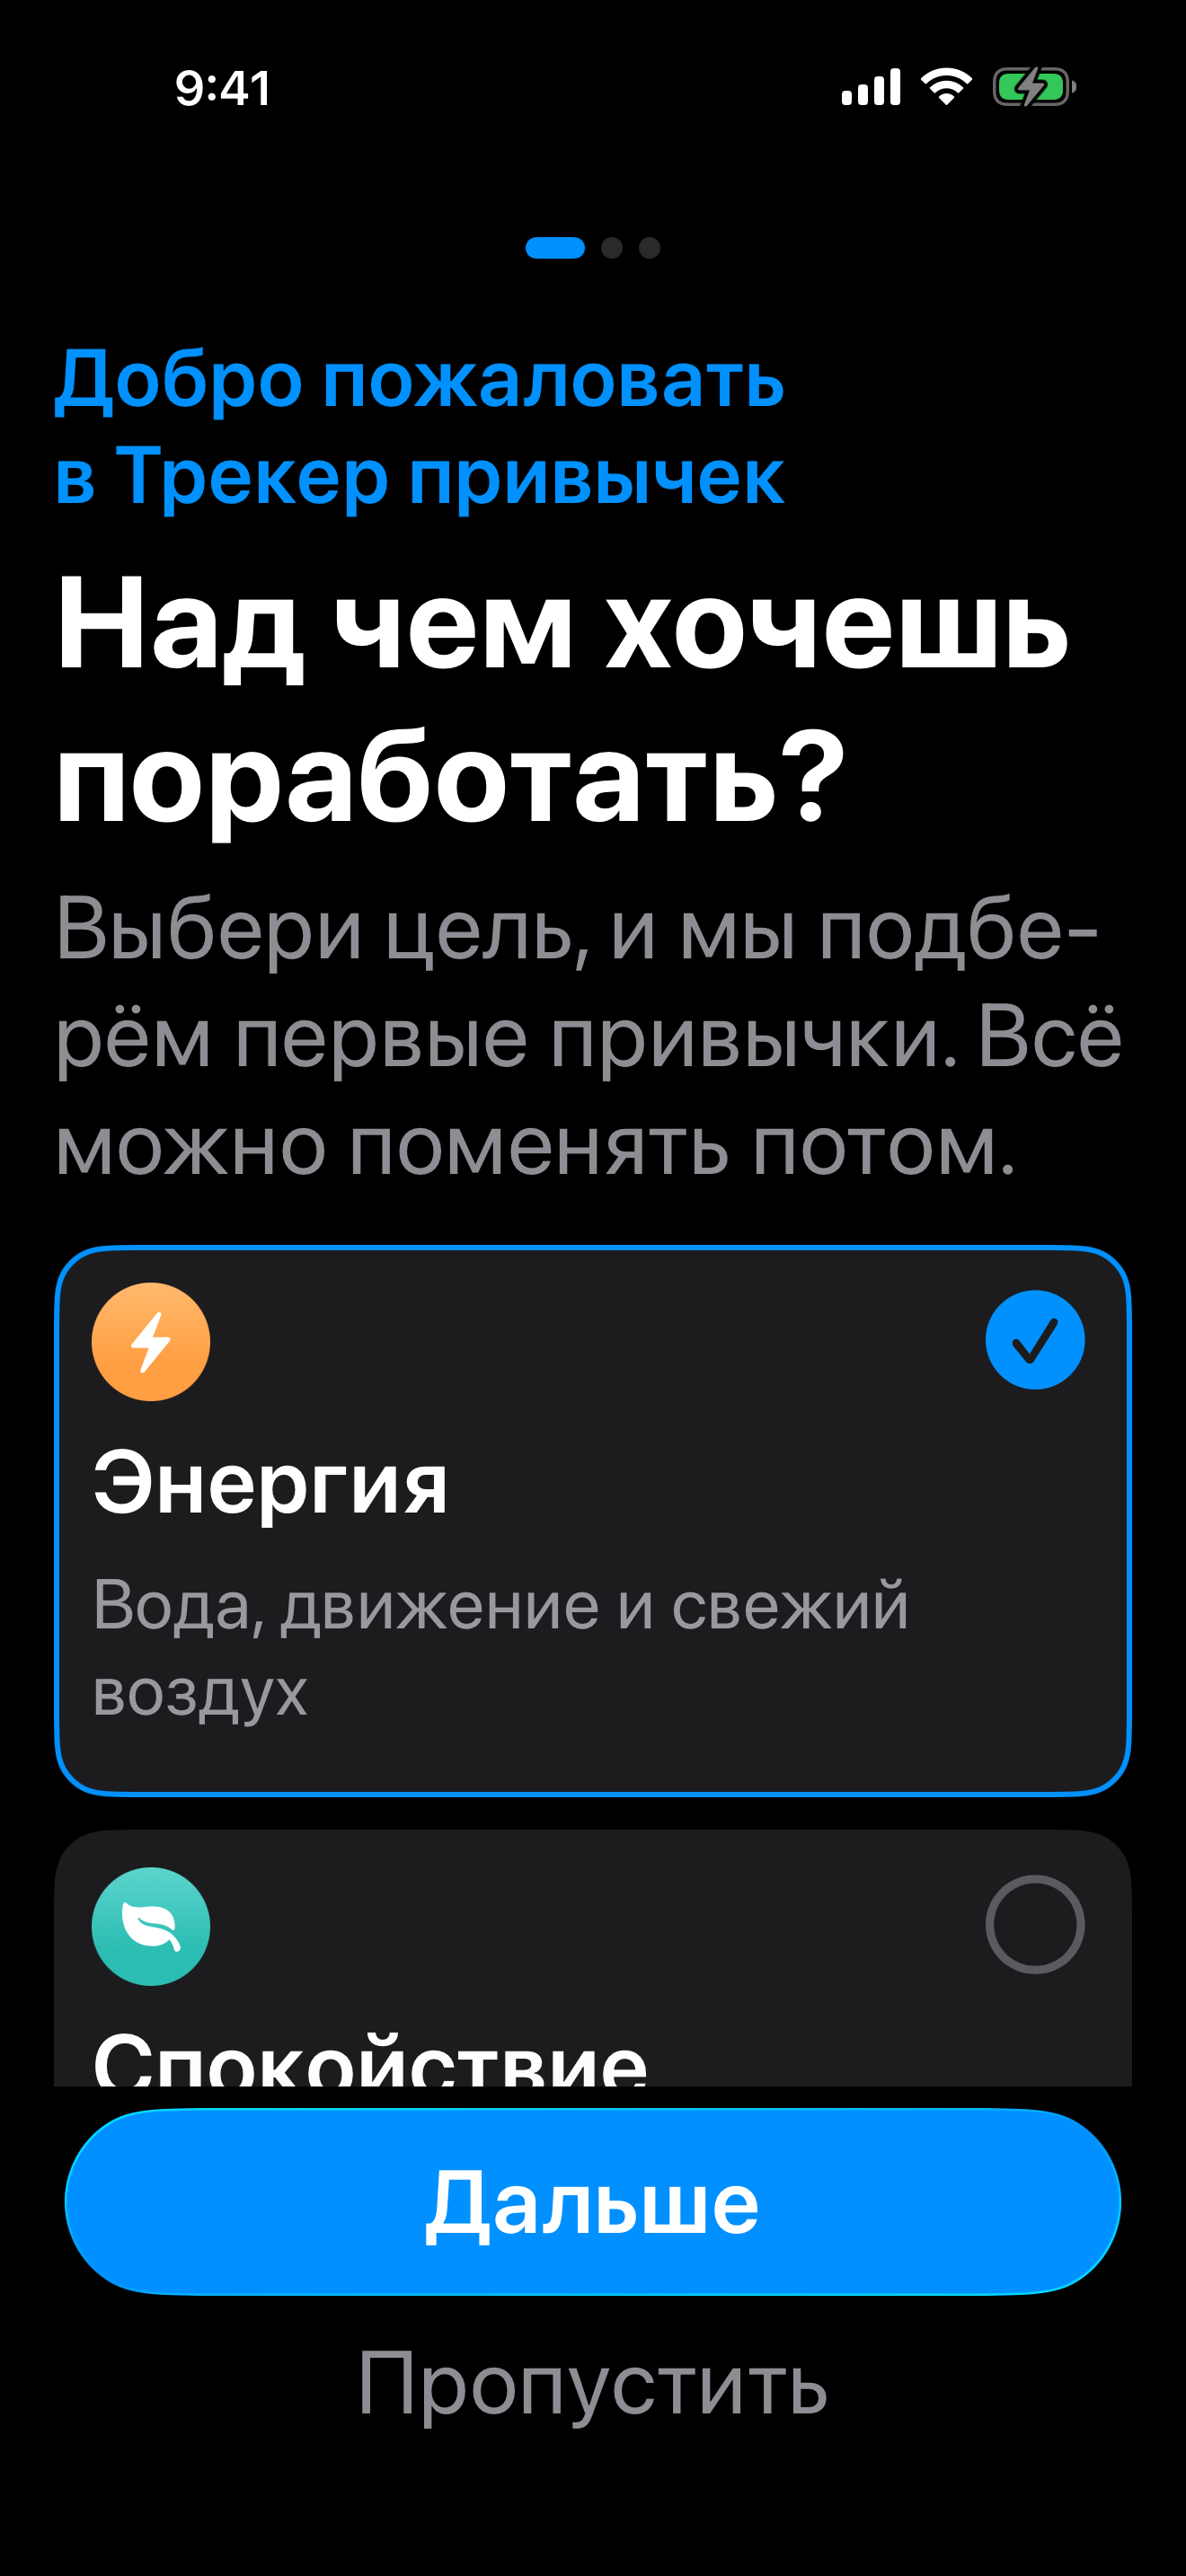 9:41
Добро пожаловать
в Трекер привычек
Над чем хочешь
поработать?
Выбери цель, и мы подбе-
рём первые привычки. Всё
можно поменять потом.
Энергия
Вода, движение и свежий
воздух
Спокойствие
Дальше
Пропустить